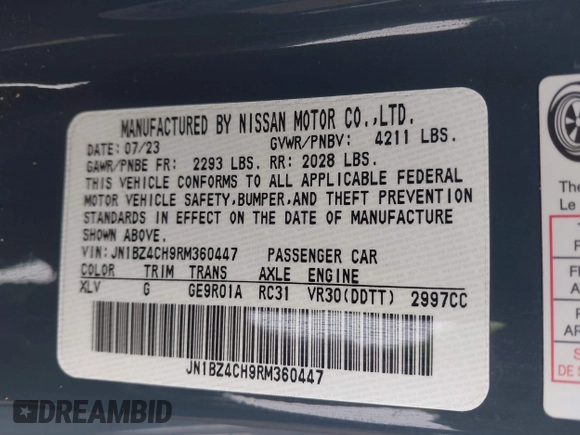 MANUFACTURED BY NISSAN MOTOR CO.,LTD.
DATE: 07/23 GVWR/PNBV: 4211 LBS.
GAWR/PNBE FR: 2293 LBS. RR: 2028 LBS.
THIS VEHICLE CONFORMS TO ALL APPLICABLE FEDERAL
MOTOR VEHICLE SAFETY,BUMPER,AND THEFT PREVENTION
STANDARDS IN EFFECT ON THE DATE OF MANUFACTURE
SHOWN ABOVE.
VIN:JN1BZ4CH9RM360447 PASSENGER CAR
COLOR TRIM TRANS AXLE ENGINE
XLV G GE9R01A RC31 VR30(DDTT) 2997CC
JN1BZ4CH9RM360447
The
Le
DE S
DREAMBID